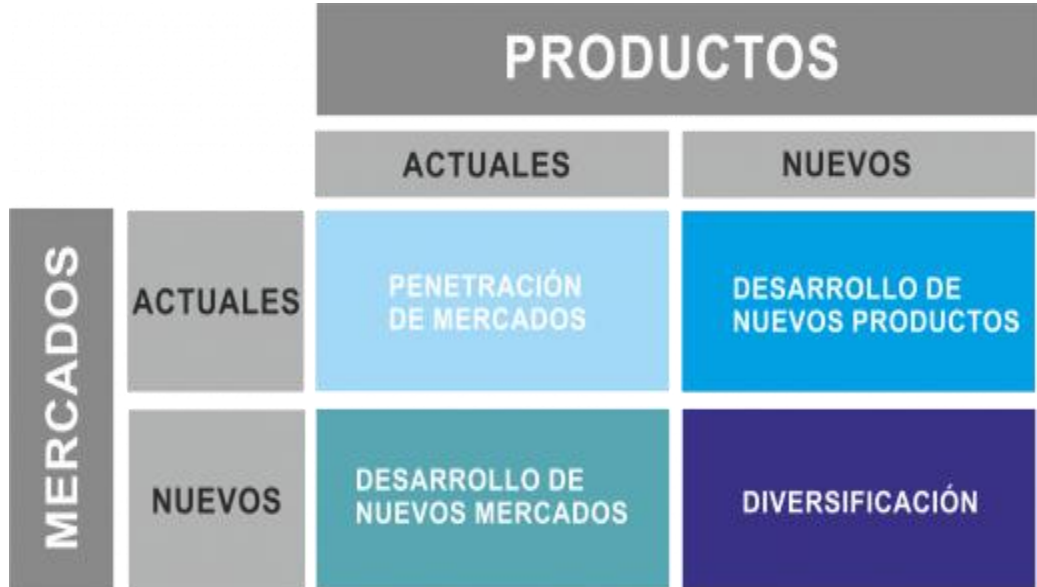 PRODUCTOS
ACTUALES
NUEVOS
MERCADOS
ACTUALES
PENETRACIÓN
DE MERCADOS
DESARROLLO DE
NUEVOS PRODUCTOS
NUEVOS
DESARROLLO DE
NUEVOS MERCADOS
DIVERSIFICACIÓN